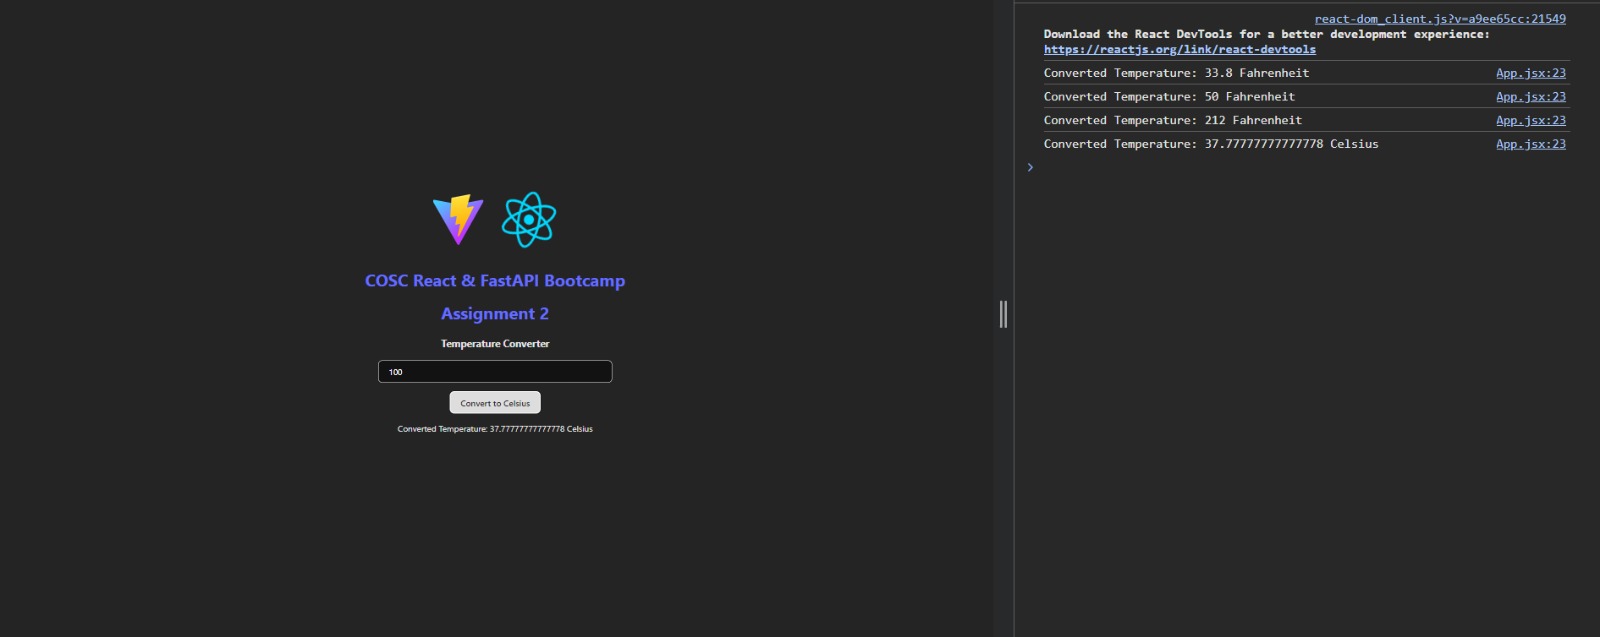 COSC React & FastAPI Bootcamp
Assignment 2
Temperature Converter
100
Convert to Celsius
Converted Temperature: 37.77777777777778 Celsius
react-dom_client.js?v=a9ee65cc:21549
Download the React DevTools for a better development experience:
https://reactjs.org/link/react-devtools
Converted Temperature: 33.8 Fahrenheit App.jsx:23
Converted Temperature: 50 Fahrenheit App.jsx:23
Converted Temperature: 212 Fahrenheit App.jsx:23
Converted Temperature: 37.77777777777778 Celsius App.jsx:23